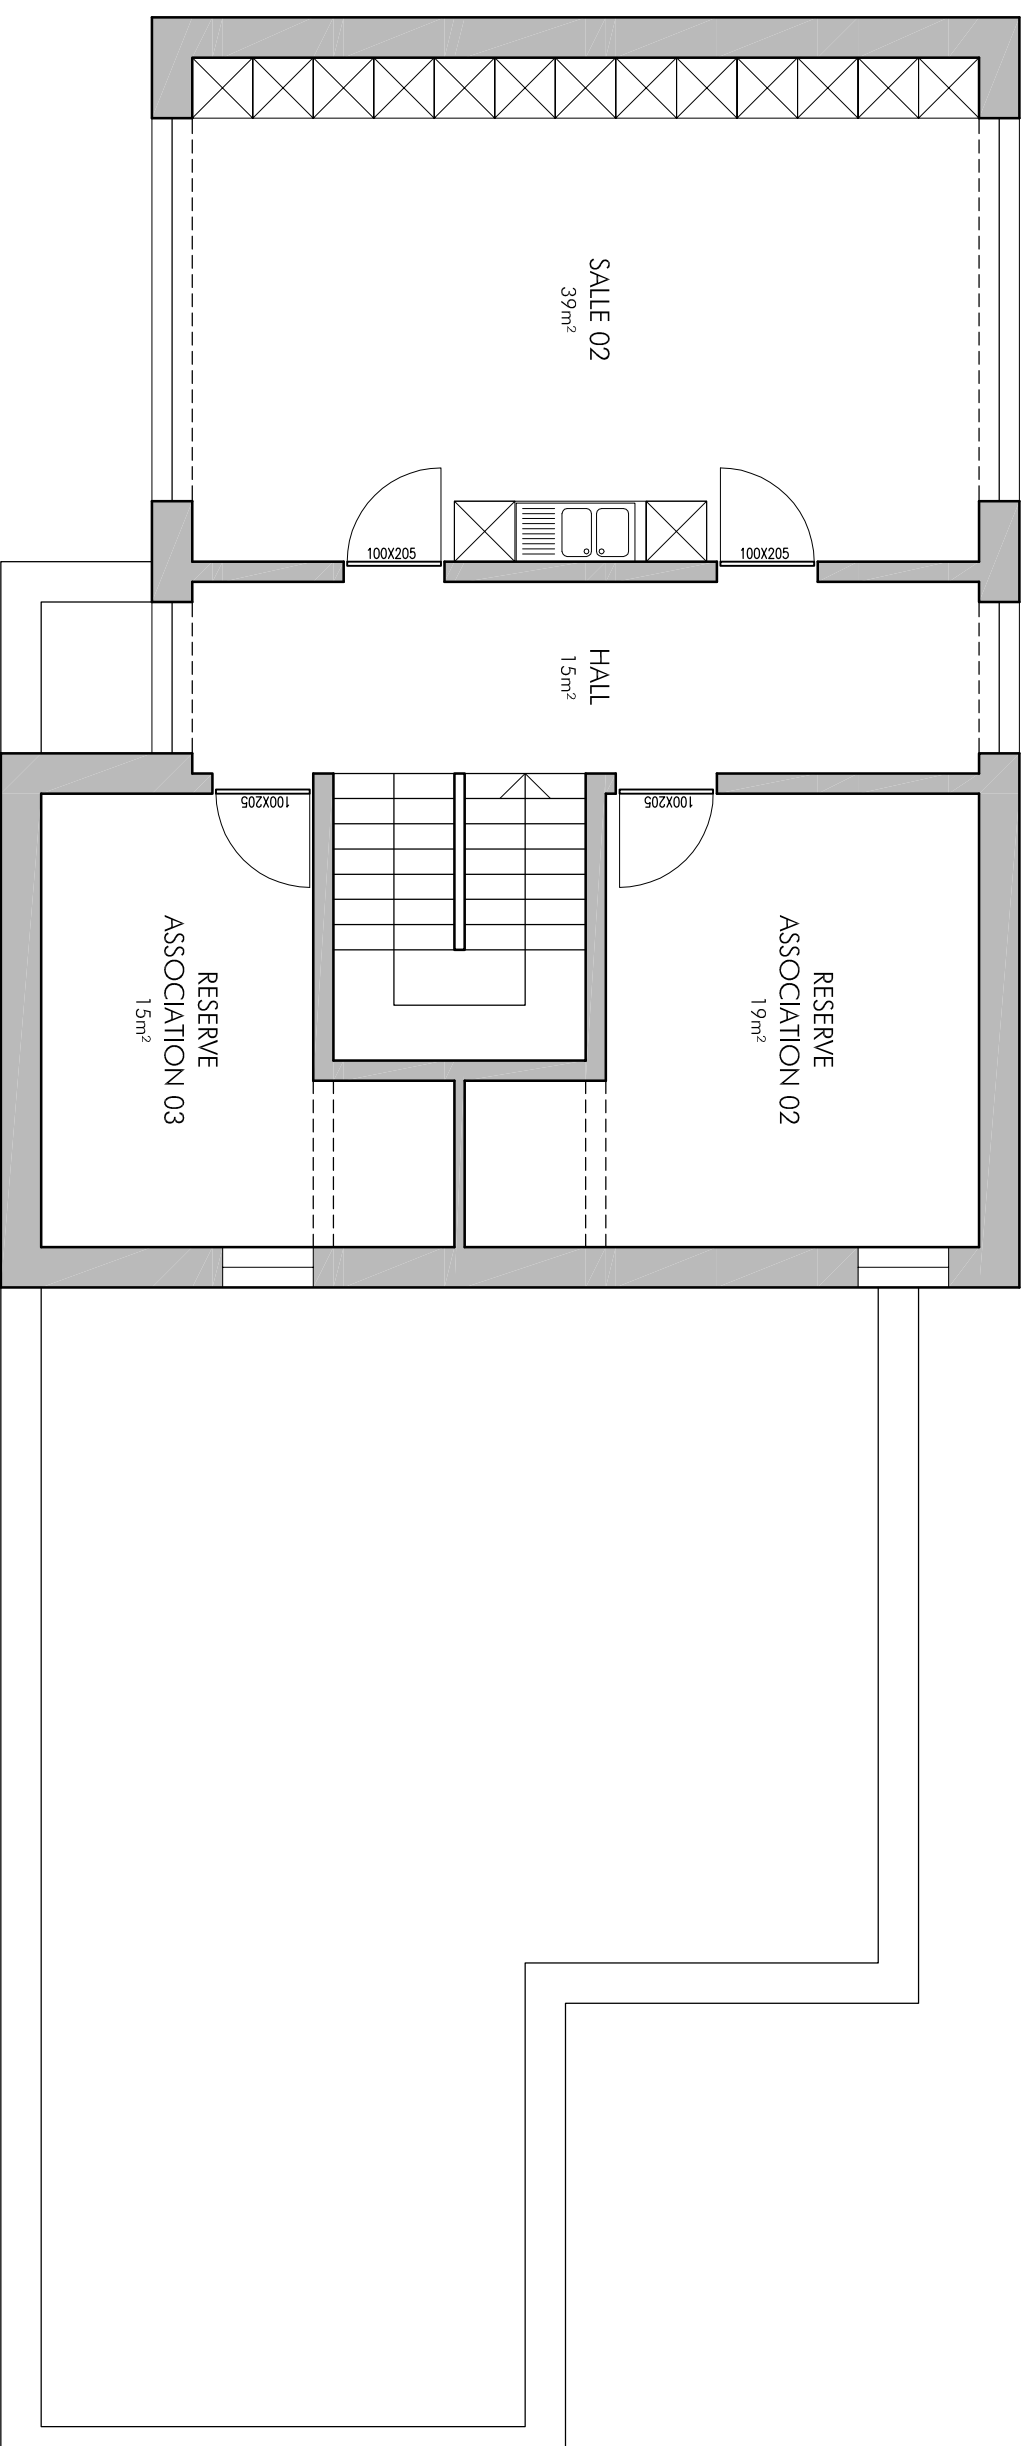 SALLE 02
39m²
100X205
100X205
HALL
15m²
100X205
100X205
RESERVE
ASSOCIATION 02
19m²
RESERVE
ASSOCIATION 03
15m²